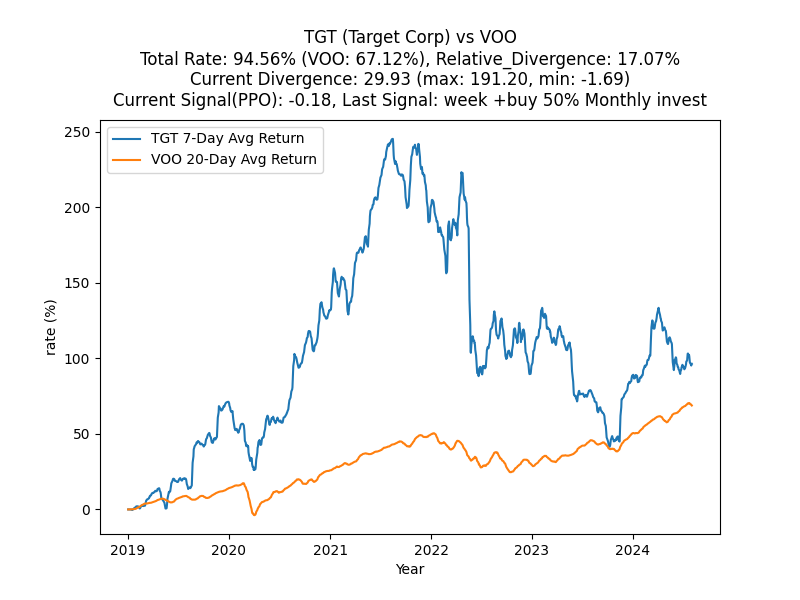 TGT (Target Corp) vs VOO
Total Rate: 94.56% (VOO: 67.12%), Relative_Divergence: 17.07%
Current Divergence: 29.93 (max: 191.20, min: -1.69)
Current Signal(PPO): -0.18, Last Signal: week +buy 50% Monthly invest
TGT 7-Day Avg Return
VOO 20-Day Avg Return
250
200
150
100
50
0
rate (%)
2019
2020
2021
2022
2023
2024
Year